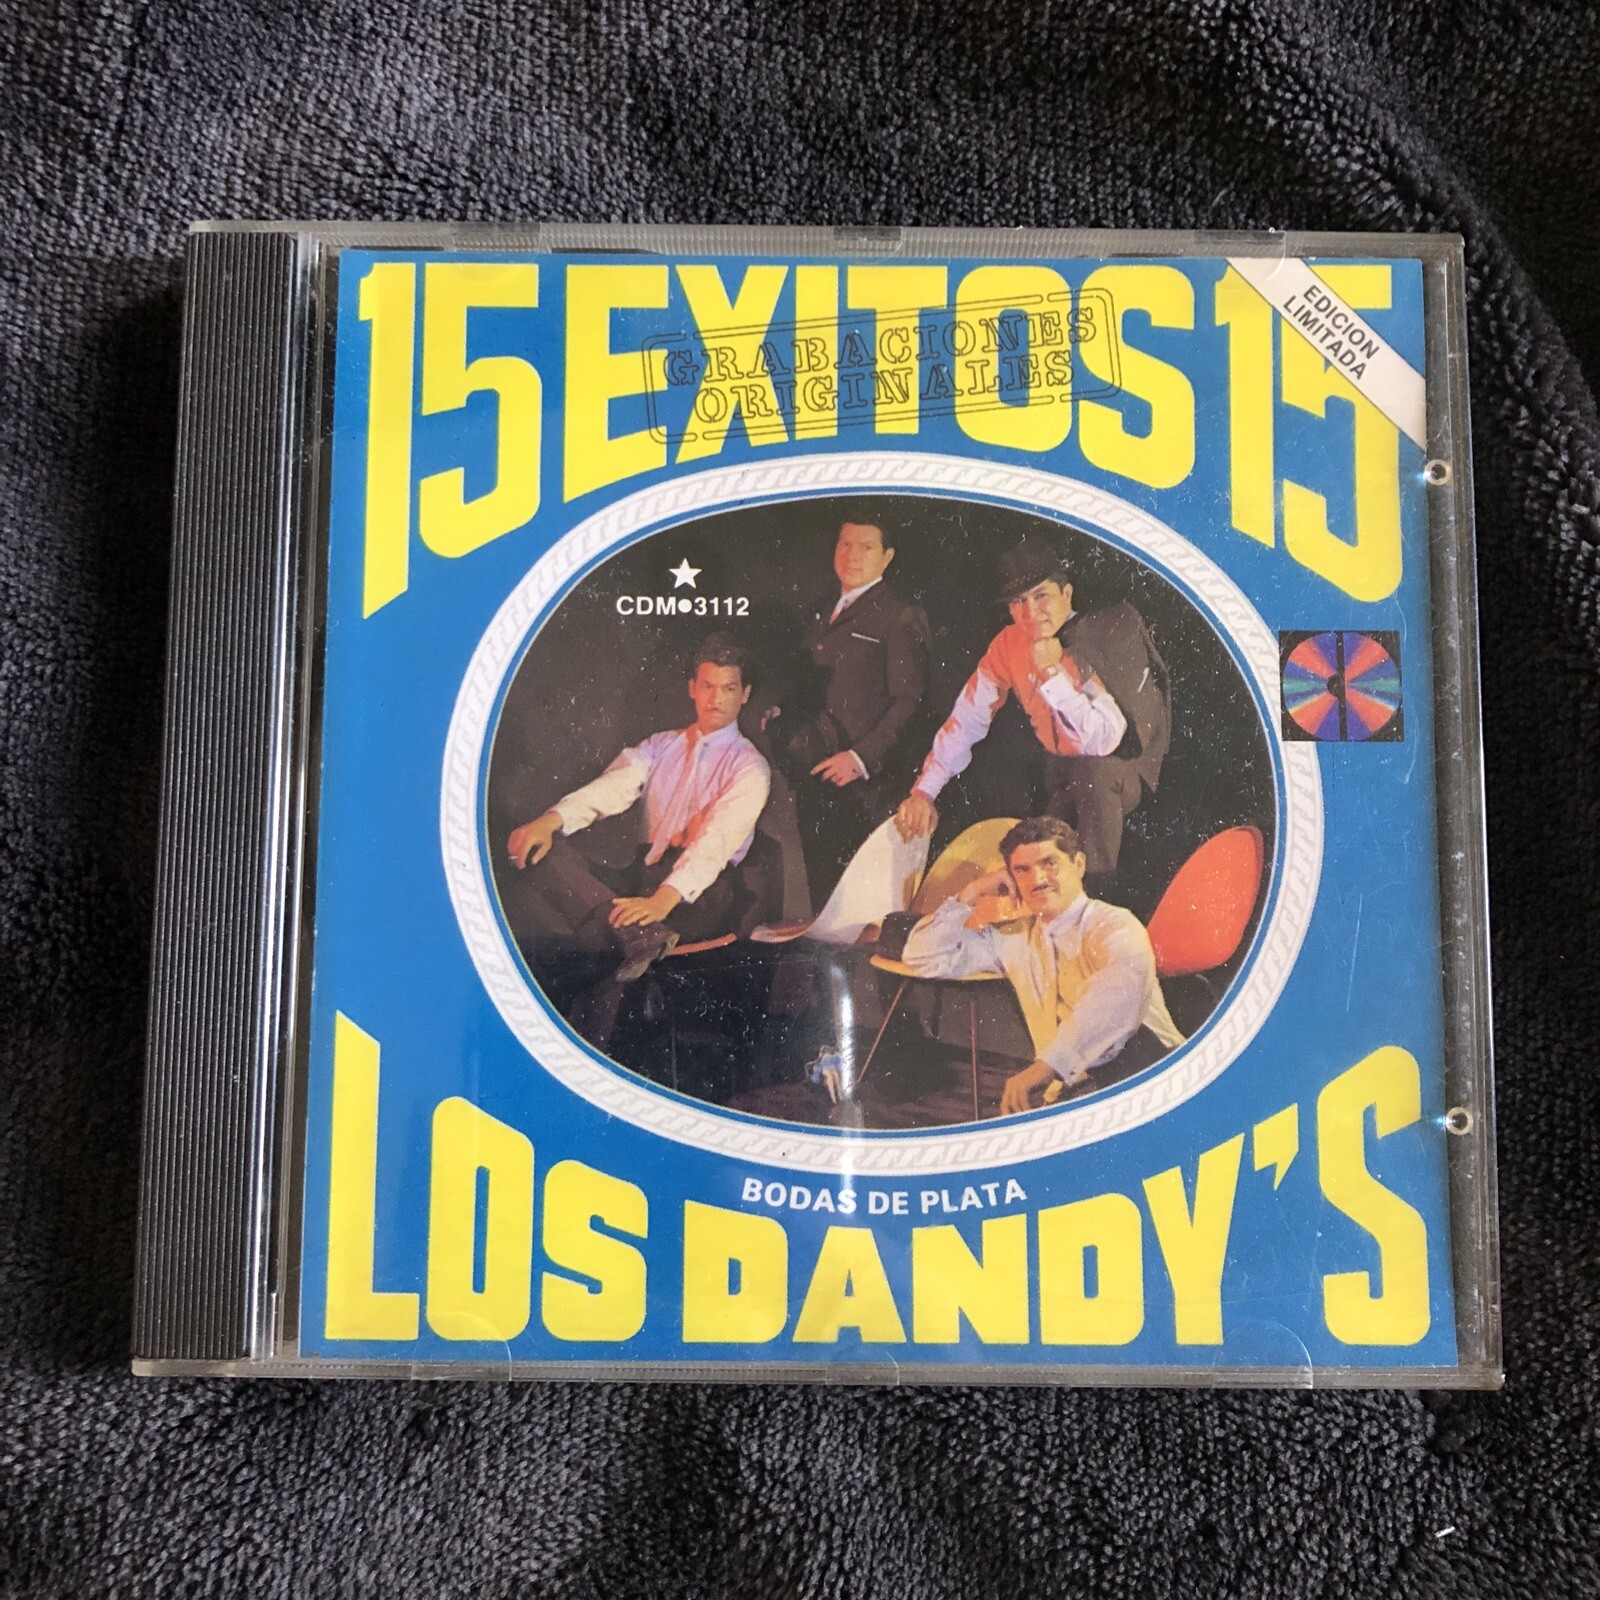 15 EXITOS 15
GRABACIONES
ORIGINALES
EDICION
LIMITADA
CDM•3112
BODAS DE PLATA
LOS DANDY'S